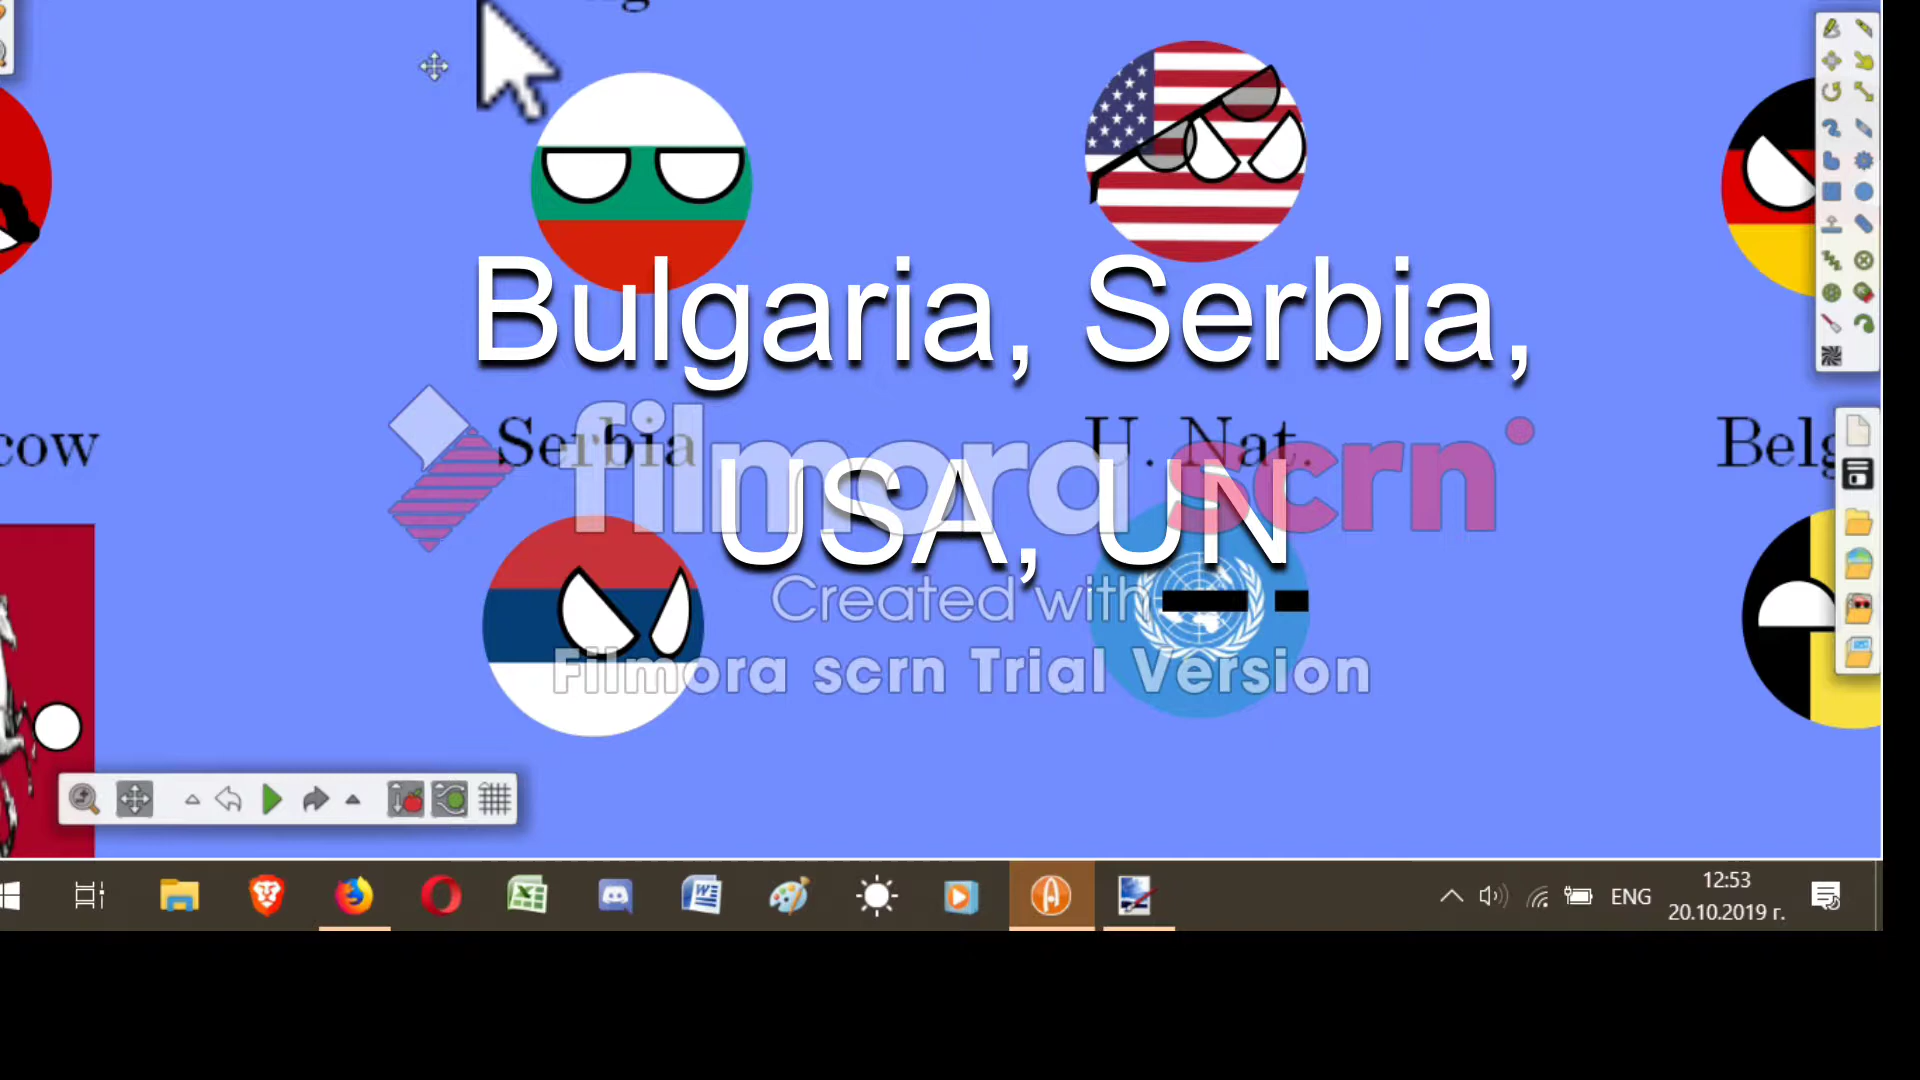 Bulgaria, Serbia,
cow
Serbia
U. Nat.
Belg
USA, UN
filmora scrn
Created with
Filmora scrn Trial Version
12:53
ENG
20.10.2019 г.